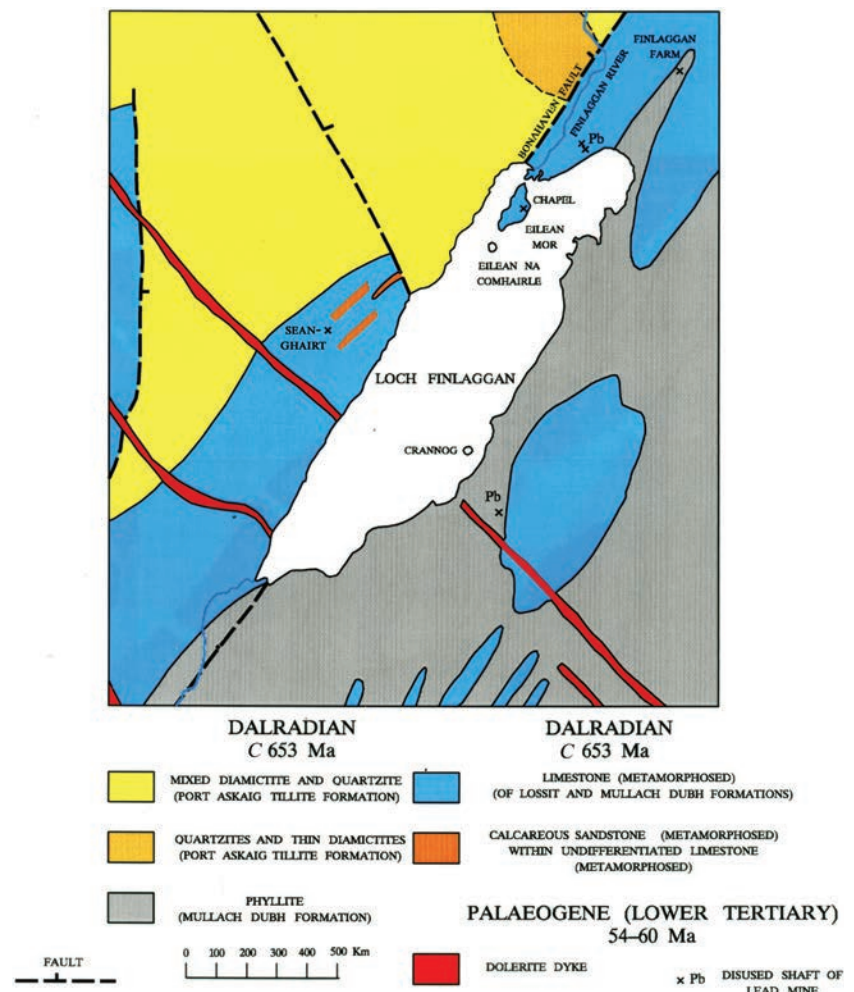 FINLAGGAN
FARM
BONAHAVEN FAULT
FINLAGGAN RIVER
Pb
CHAPEL
EILEAN
MOR
EILEAN NA
COMHAIRLE
SEAN-
GHAIRT
LOCH FINLAGGAN
CRANNOG
Pb
DALRADIAN
C 653 Ma
DALRADIAN
C 653 Ma
MIXED DIAMICTITE AND QUARTZITE
(PORT ASKAIG TILLITE FORMATION)
LIMESTONE (METAMORPHOSED)
(OF LOSSIT AND MULLACH DUBH FORMATIONS)
QUARTZITES AND THIN DIAMICTITES
(PORT ASKAIG TILLITE FORMATION)
CALCAREOUS SANDSTONE (METAMORPHOSED)
WITHIN UNDIFFERENTIATED LIMESTONE
(METAMORPHOSED)
PHYLLITE
(MULLACH DUBH FORMATION)
PALAEOGENE (LOWER TERTIARY)
54–60 Ma
FAULT
0 100 200 300 400 500 Km
DOLERITE DYKE
× Pb DISUSED SHAFT OF
LEAD MINE